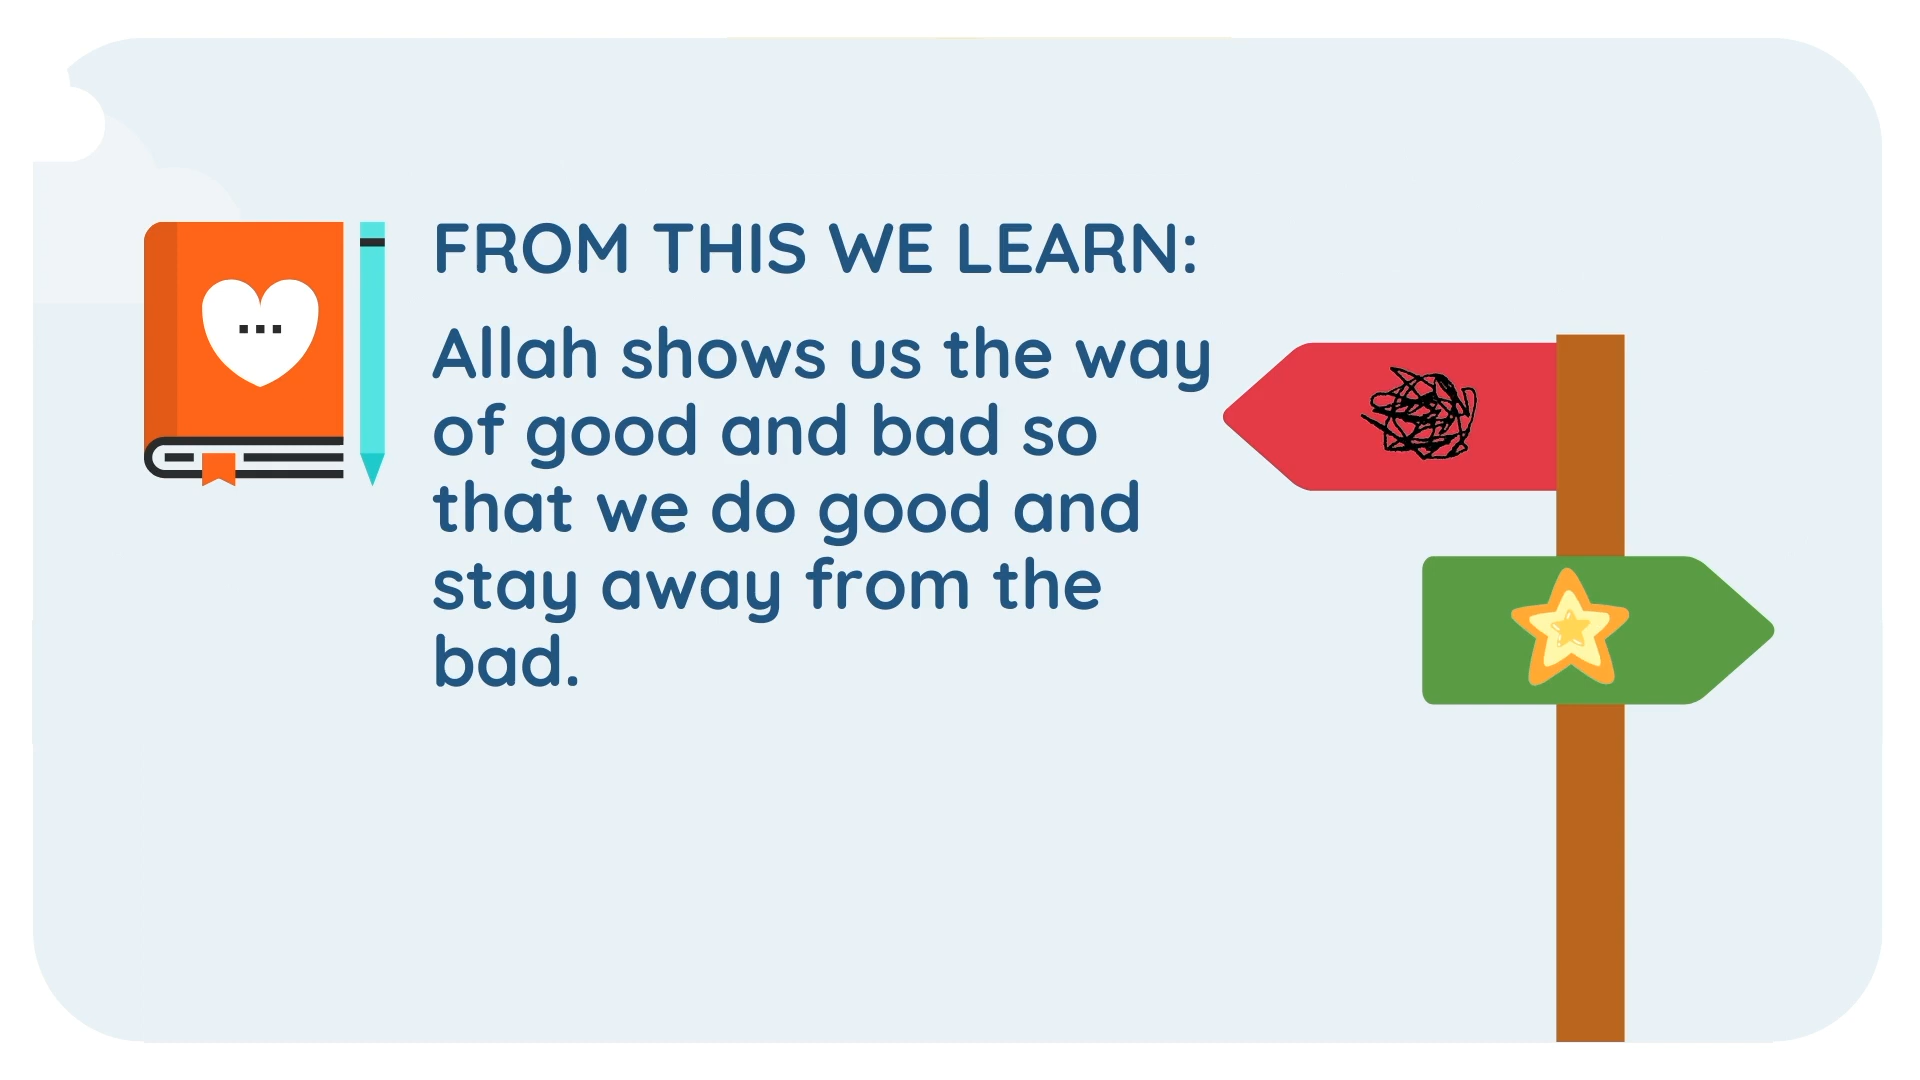 FROM THIS WE LEARN:
Allah shows us the way
of good and bad so
that we do good and
stay away from the
bad.